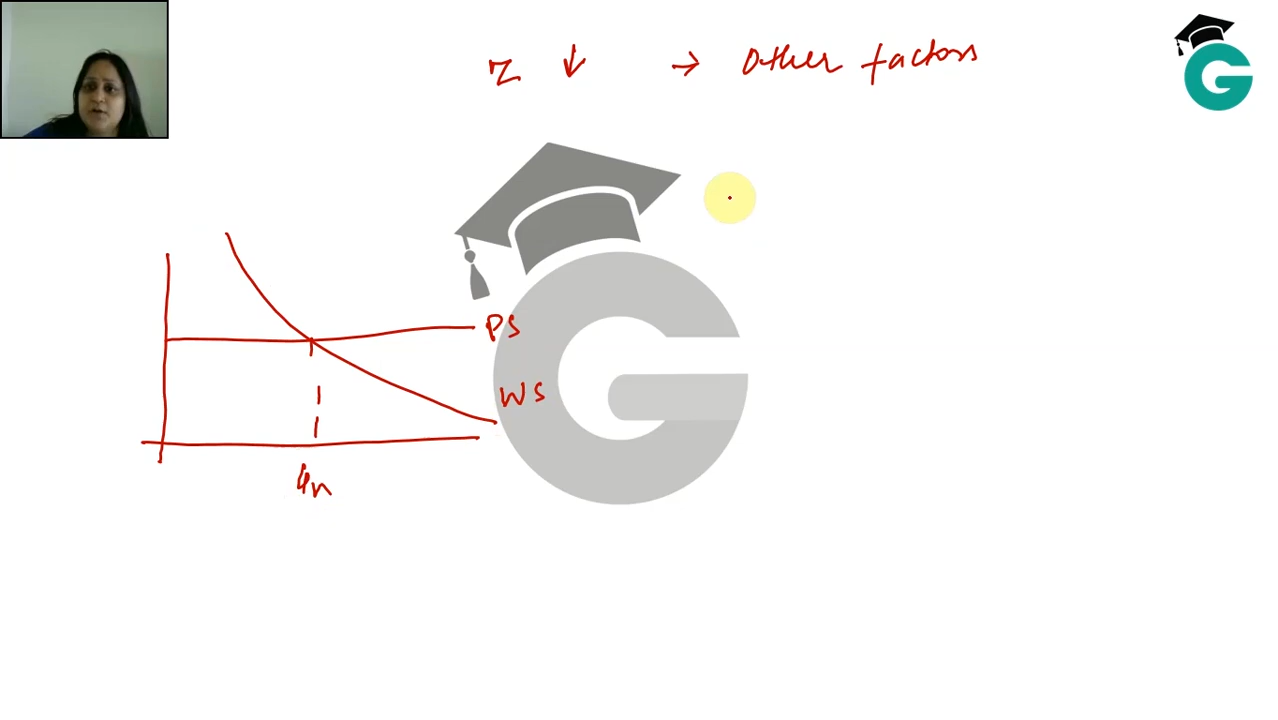 z ↓ → Other factors
PS
WS
un
G
G